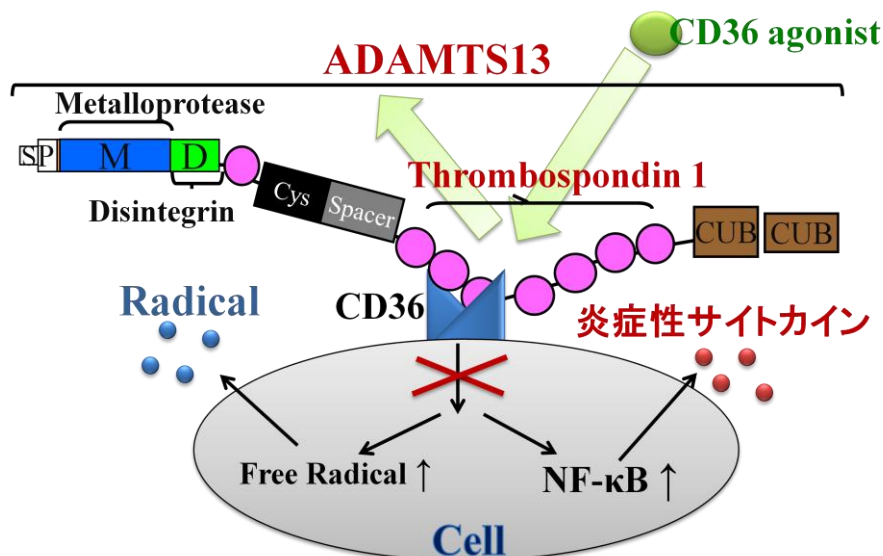 CD36 agonist
ADAMTS13
Metalloprotease
SP M D
Thrombospondin 1
Cys Spacer
Disintegrin
CUB CUB
Radical
CD36
炎症性サイトカイン
Free Radical ↑
NF-κB ↑
Cell